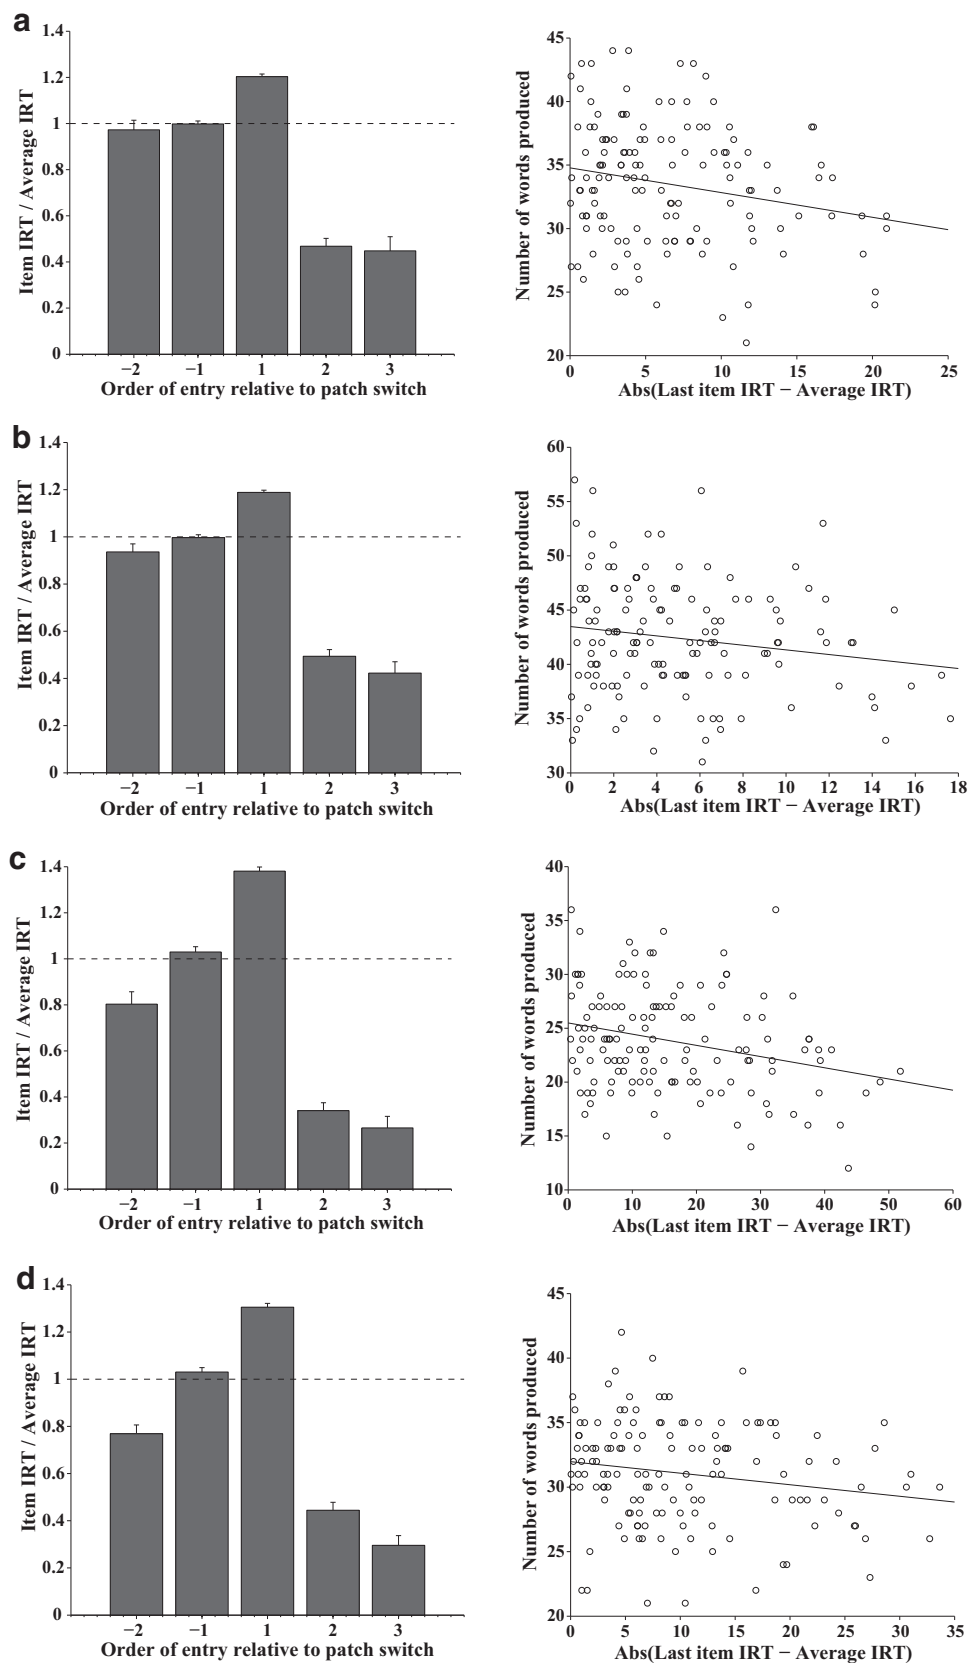 a
1.4
1.2
1
0.8
0.6
0.4
0.2
0
Item IRT / Average IRT
−2 −1 1 2 3
Order of entry relative to patch switch
45
40
35
30
25
20
Number of words produced
0 5 10 15 20 25
Abs(Last item IRT − Average IRT)
b
1.4
1.2
1
0.8
0.6
0.4
0.2
0
Item IRT / Average IRT
−2 −1 1 2 3
Order of entry relative to patch switch
60
55
50
45
40
35
30
Number of words produced
0 2 4 6 8 10 12 14 16 18
Abs(Last item IRT − Average IRT)
c
1.4
1.2
1
0.8
0.6
0.4
0.2
0
Item IRT / Average IRT
−2 −1 1 2 3
Order of entry relative to patch switch
40
35
30
25
20
15
10
Number of words produced
0 10 20 30 40 50 60
Abs(Last item IRT − Average IRT)
d
1.4
1.2
1
0.8
0.6
0.4
0.2
0
Item IRT / Average IRT
−2 −1 1 2 3
Order of entry relative to patch switch
45
40
35
30
25
20
Number of words produced
0 5 10 15 20 25 30 35
Abs(Last item IRT − Average IRT)